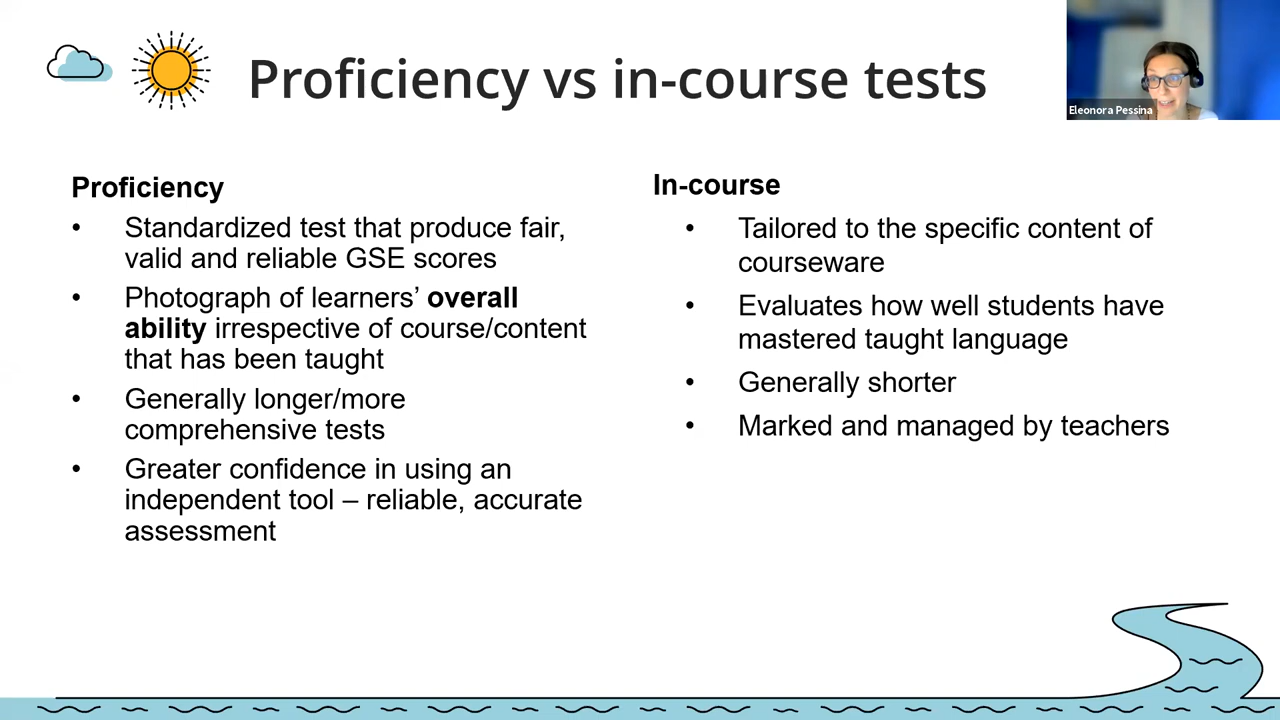 Proficiency vs in-course tests
Eleonora Pessina
Proficiency
• Standardized test that produce fair,
valid and reliable GSE scores
• Photograph of learners’ overall
ability irrespective of course/content
that has been taught
• Generally longer/more
comprehensive tests
• Greater confidence in using an
independent tool – reliable, accurate
assessment
In-course
• Tailored to the specific content of
courseware
• Evaluates how well students have
mastered taught language
• Generally shorter
• Marked and managed by teachers